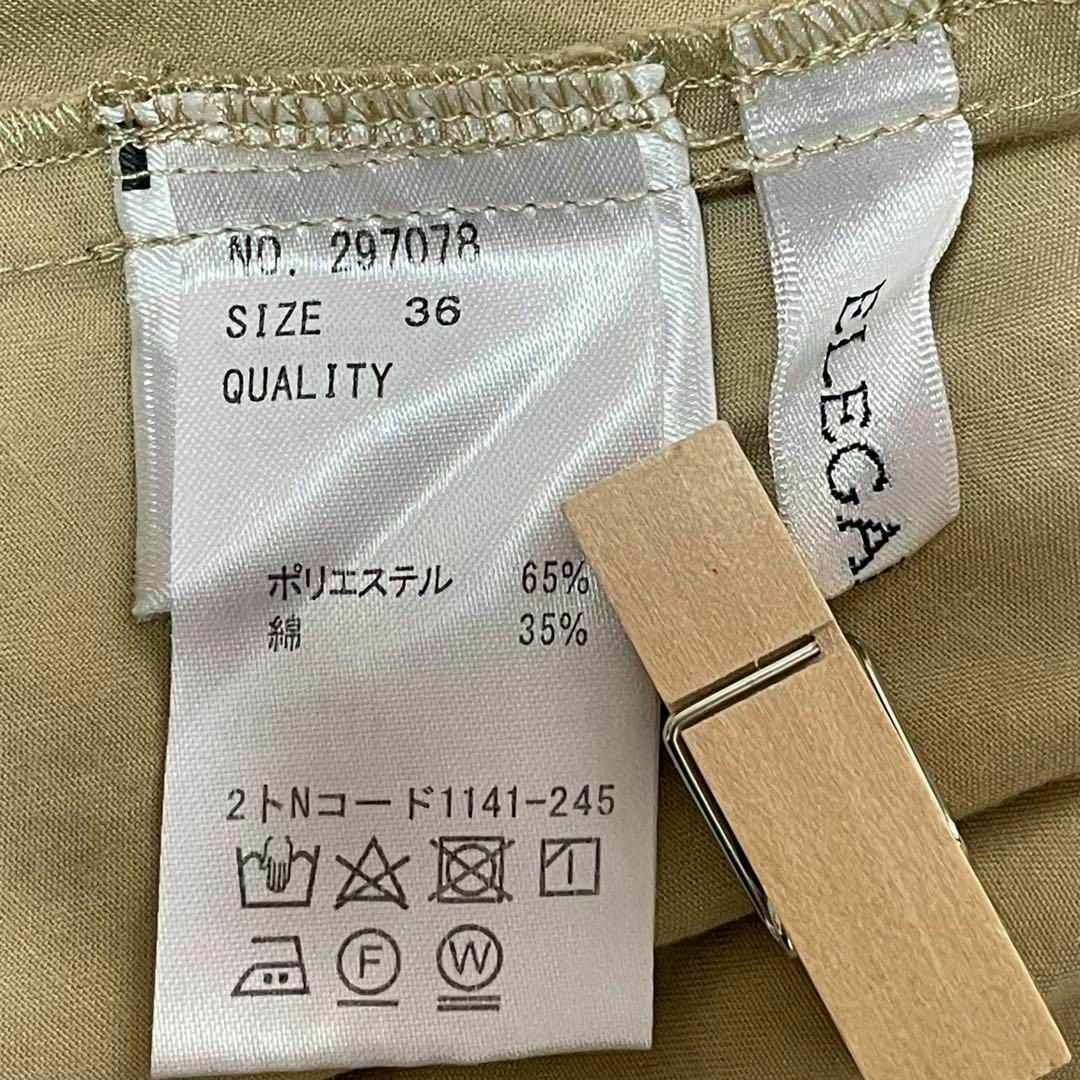 NO. 297078
SIZE 36
QUALITY
ポリエステル 65%
綿 35%
2トNコード1141-245
F
W